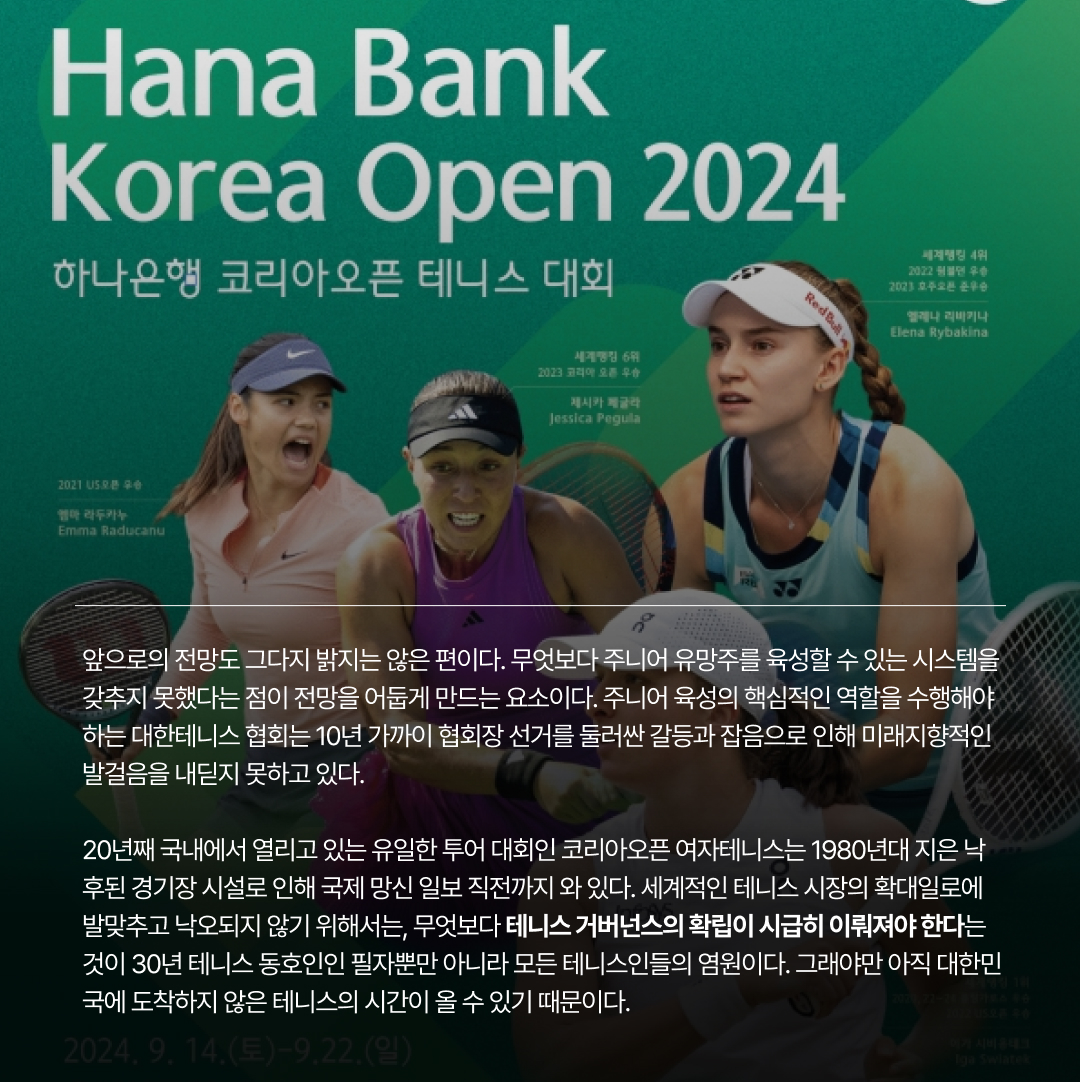 Hana Bank
Korea Open 2024
하나은행 코리아오픈 테니스 대회
세계랭킹 4위
2022 윔블던 우승
2023 호주오픈 준우승
엘레나 리바키나
Elena Rybakina
RedBull
세계랭킹 6위
2023 코리아 오픈 우승
제시카 페굴라
Jessica Pegula
2021 US오픈 우승
엠마 라두카누
Emma Raducanu
앞으로의 전망도 그다지 밝지는 않은 편이다. 무엇보다 주니어 유망주를 육성할 수 있는 시스템을
갖추지 못했다는 점이 전망을 어둡게 만드는 요소이다. 주니어 육성의 핵심적인 역할을 수행해야
하는 대한테니스 협회는 10년 가까이 협회장 선거를 둘러싼 갈등과 잡음으로 인해 미래지향적인
발걸음을 내딛지 못하고 있다.
20년째 국내에서 열리고 있는 유일한 투어 대회인 코리아오픈 여자테니스는 1980년대 지은 낙
후된 경기장 시설로 인해 국제 망신 일보 직전까지 와 있다. 세계적인 테니스 시장의 확대일로에
발맞추고 낙오되지 않기 위해서는, 무엇보다 테니스 거버넌스의 확립이 시급히 이뤄져야 한다는
것이 30년 테니스 동호인인 필자뿐만 아니라 모든 테니스인들의 염원이다. 그래야만 아직 대한민
국에 도착하지 않은 테니스의 시간이 올 수 있기 때문이다.
2024. 9. 14.(토)-9.22.(일)
이가 시비옹테크
Iga Swiatek